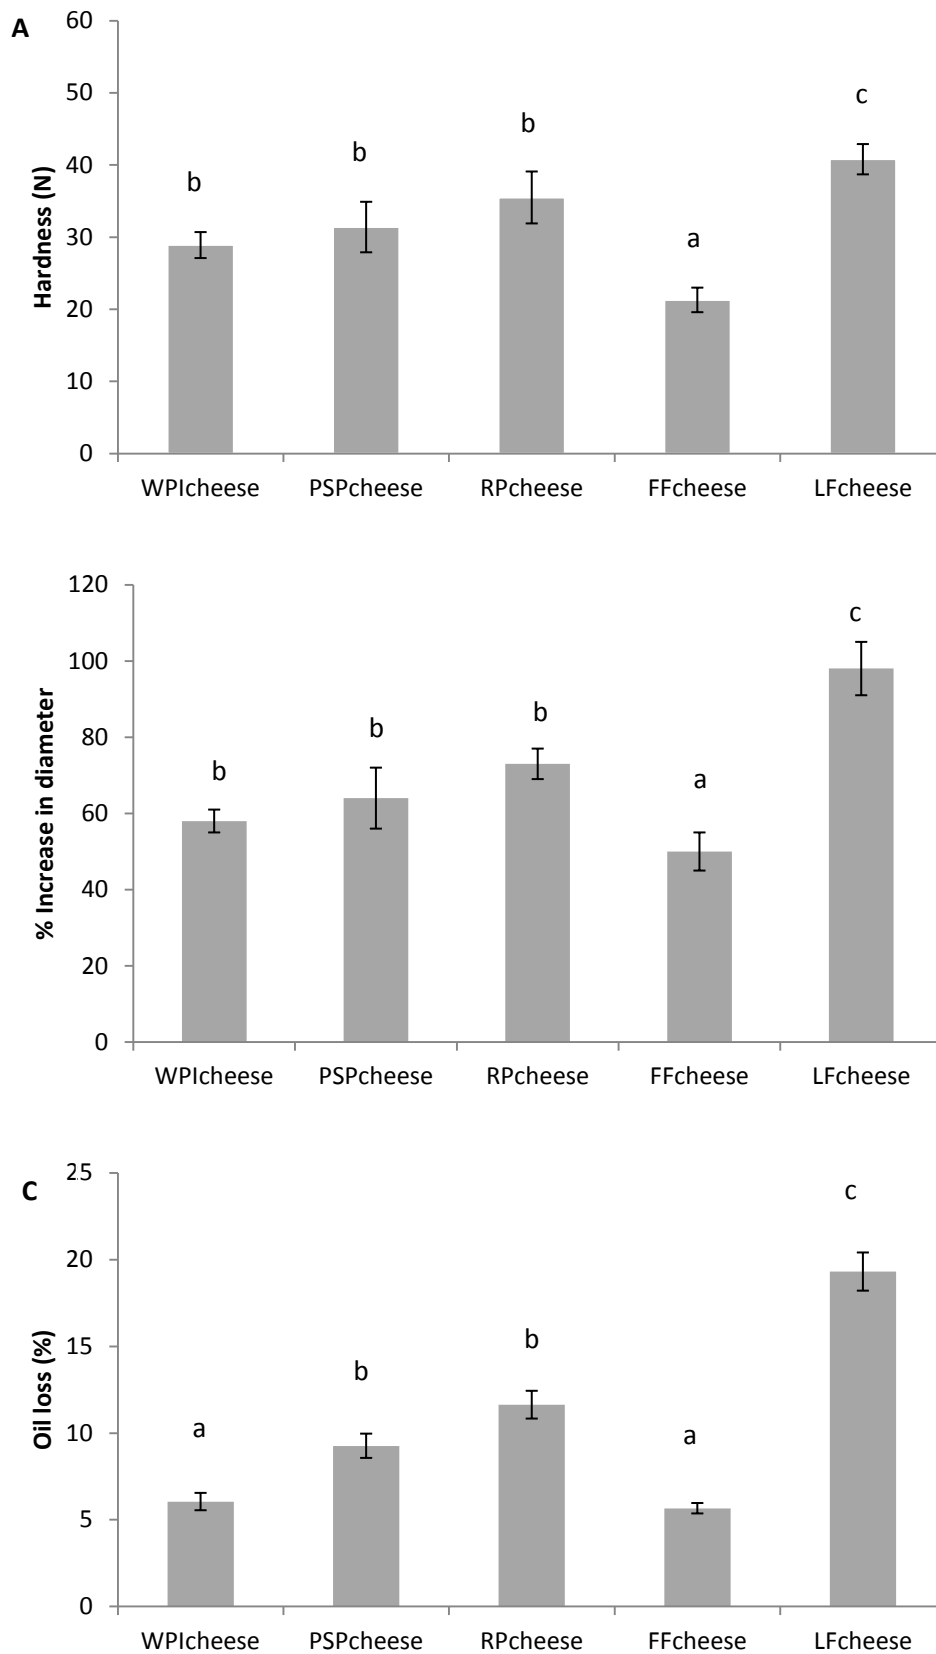 A
60
50
40
30
20
10
0
Hardness (N)
b
b
b
a
c
WPIcheese PSPcheese RPcheese FFcheese LFcheese
120
100
80
60
40
20
0
% Increase in diameter
b
b
b
a
c
WPIcheese PSPcheese RPcheese FFcheese LFcheese
C
25
20
15
10
5
0
Oil loss (%)
a
b
b
a
c
WPIcheese PSPcheese RPcheese FFcheese LFcheese